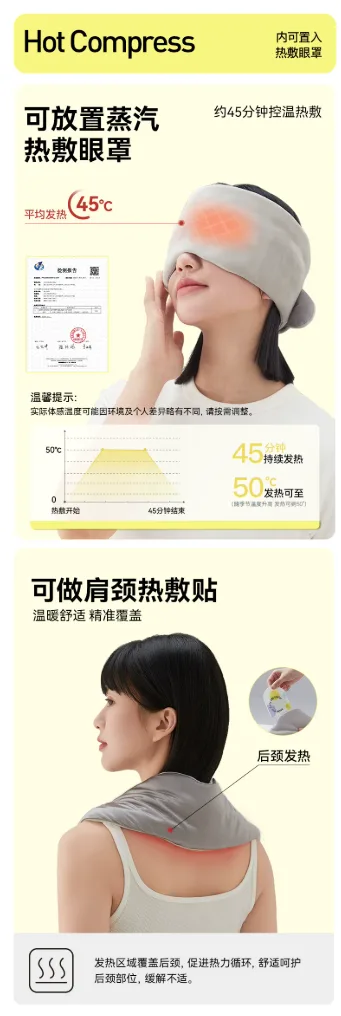 Hot Compress
内可置入
热敷眼罩
可放置蒸汽
热敷眼罩
约45分钟控温热敷
平均发热 45℃
检测报告
温馨提示:
实际体感温度可能因环境及个人差异略有不同, 请按需调整。
50℃
0
热敷开始
45分钟结束
45分钟
持续发热
50℃
发热可至
可做肩颈热敷贴
温暖舒适 精准覆盖
后颈发热
发热区域覆盖后颈, 促进热力循环, 舒适呵护
后颈部位, 缓解不适。